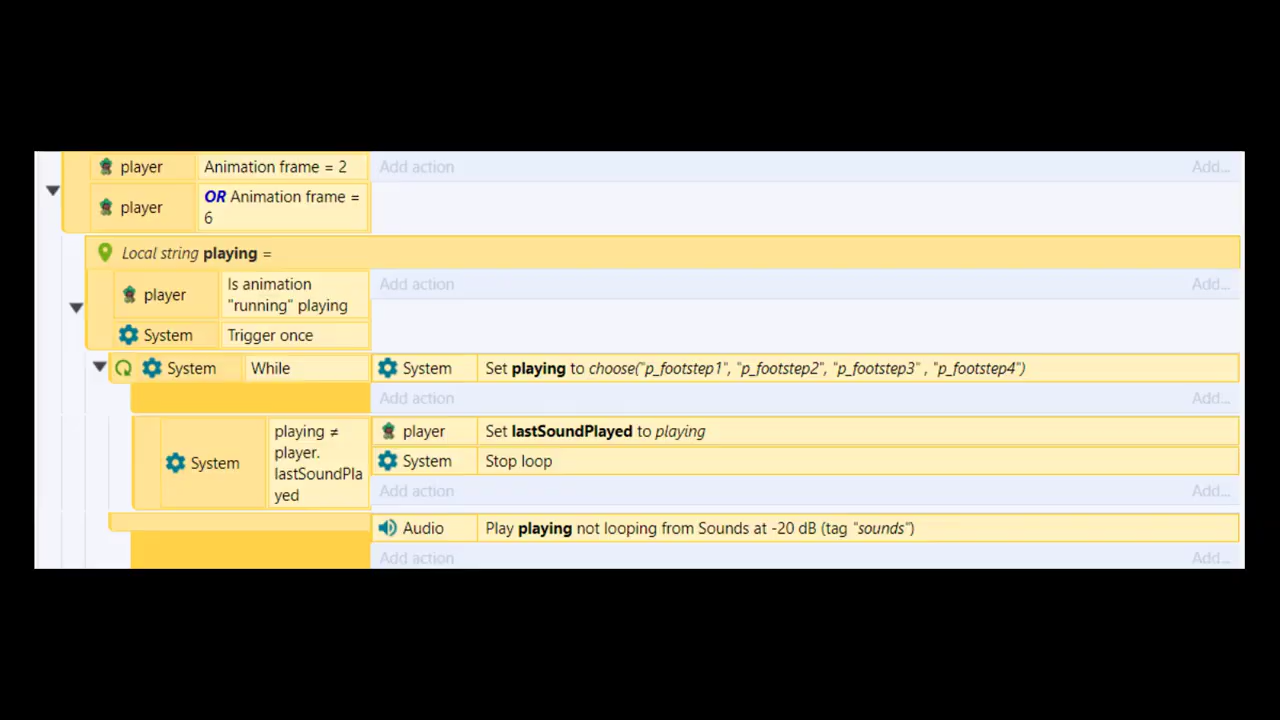 player Animation frame = 2 Add action Add...
player OR Animation frame =
6
Local string playing =
player Is animation Add action Add...
"running" playing
System Trigger once
System While System Set playing to choose("p_footstep1", "p_footstep2", "p_footstep3" , "p_footstep4")
Add action Add...
System playing ≠ player Set lastSoundPlayed to playing
player.
lastSoundPla System Stop loop
yed Add action Add...
Audio Play playing not looping from Sounds at -20 dB (tag "sounds")
Add action Add...